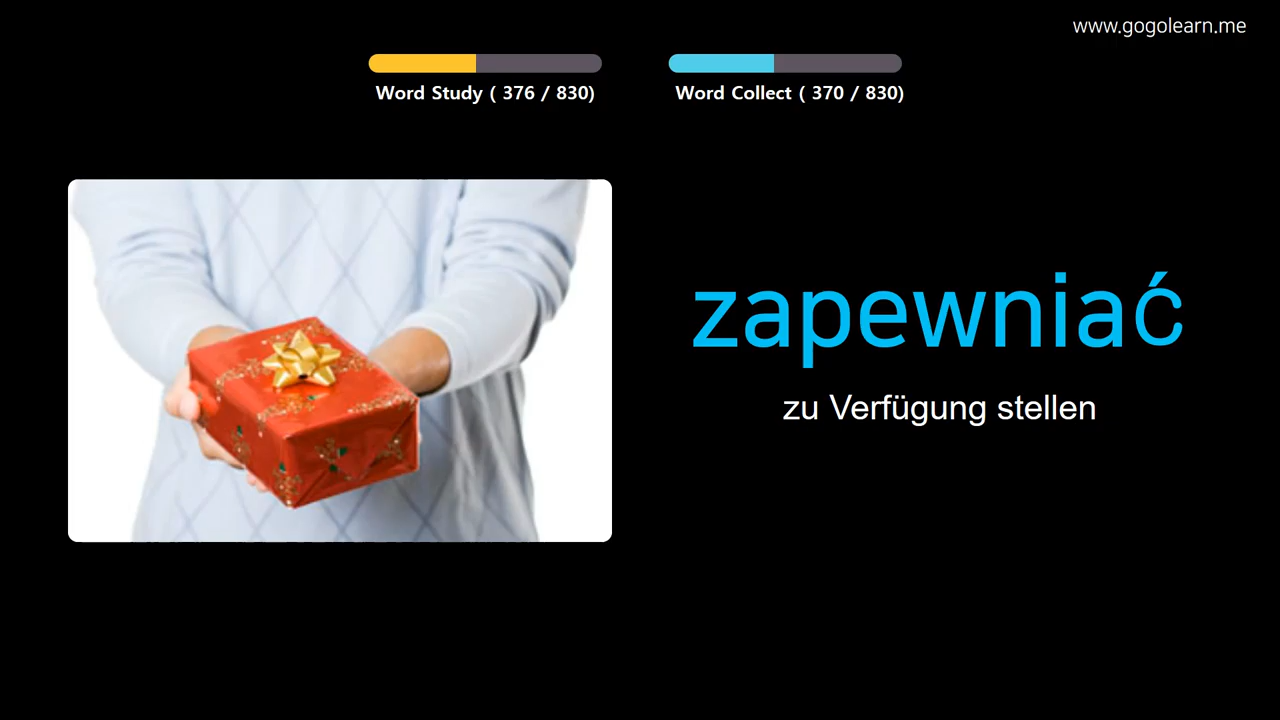 www.gogolearn.me
Word Study ( 376 / 830)
Word Collect ( 370 / 830)
zapewniać
zu Verfügung stellen